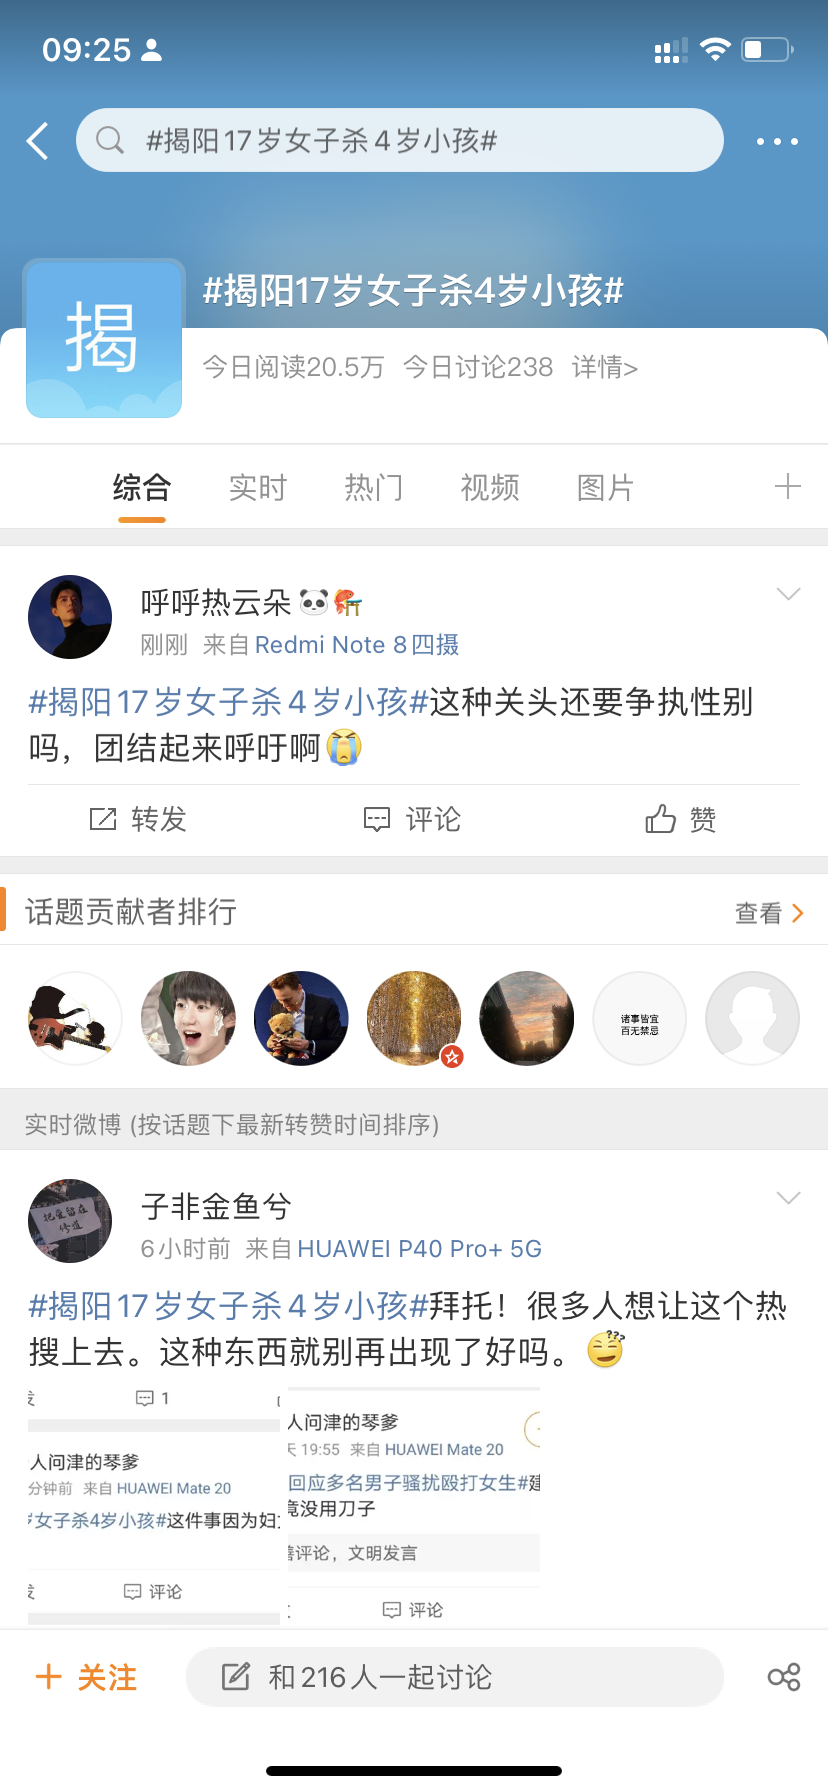 09:25
#揭阳17岁女子杀4岁小孩#
揭
#揭阳17岁女子杀4岁小孩#
今日阅读20.5万 今日讨论238 详情>
综合 实时 热门 视频 图片
呼呼热云朵
刚刚 来自 Redmi Note 8四摄
#揭阳17岁女子杀4岁小孩#这种关头还要争执性别
吗，团结起来呼吁啊
转发 评论 赞
话题贡献者排行 查看
诸事皆宜
百无禁忌
实时微博 (按话题下最新转赞时间排序)
把爱留在
子非金鱼兮
6小时前 来自 HUAWEI P40 Pro+ 5G
#揭阳17岁女子杀4岁小孩#拜托！很多人想让这个热
搜上去。这种东西就别再出现了好吗。
1
人问津的琴爹
分钟前 来自 HUAWEI Mate 20
女子杀4岁小孩#这件事因为妇
评论
人问津的琴爹
天 19:55 来自 HUAWEI Mate 20
回应多名男子骚扰殴打女生#建
竟没用刀子
善评论，文明发言
评论
关注 和216人一起讨论